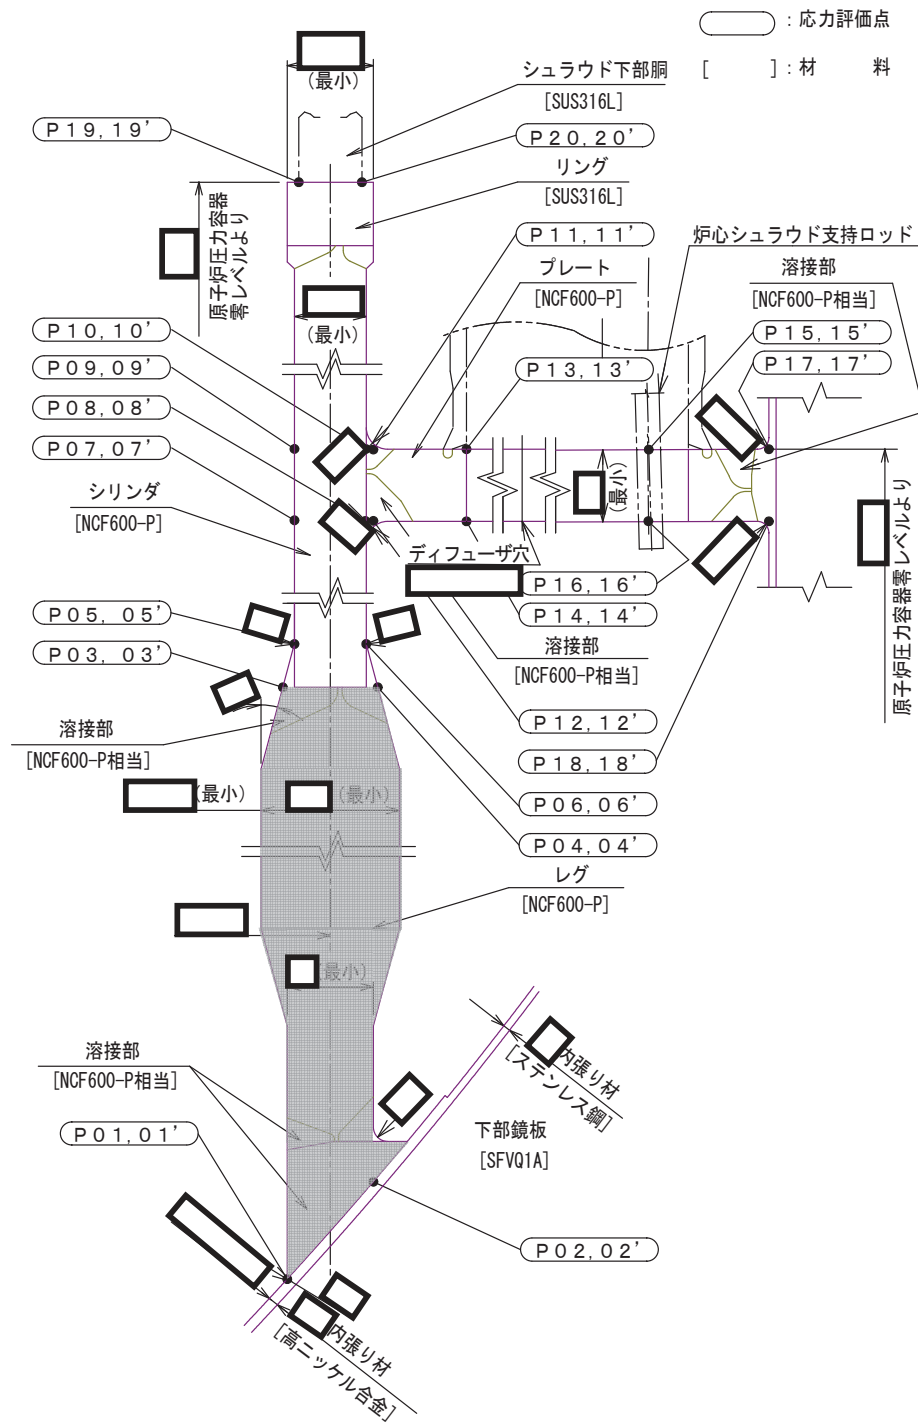 ：応力評価点
[　　]：材　　料
(最小)
シュラウド下部胴
[SUS316L]
P19,19’
P20,20’
リング
[SUS316L]
原子炉圧力容器
零レベルより
P11,11’
炉心シュラウド支持ロッド
プレート
[NCF600-P]
溶接部
[NCF600-P相当]
(最小)
P10,10’
P15,15’
P09,09’
P13,13’
P17,17’
P08,08’
P07,07’
シリンダ
[NCF600-P]
(最小)
原子炉圧力容器零レベルより
ディフューザ穴
P16,16’
P05, 05’
P14,14’
P03, 03’
溶接部
[NCF600-P相当]
P12,12’
溶接部
[NCF600-P相当]
P18,18’
(最小)
(最小)
P06,06’
P04,04’
レグ
[NCF600-P]
(最小)
溶接部
[NCF600-P相当]
内張り材
[ステンレス鋼]
P01,01’
下部鏡板
[SFVQ1A]
P02,02’
内張り材
[高ニッケル合金]